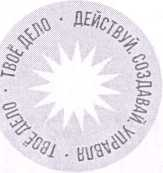 ТВОЁ ДЕЛО · ДЕЙСТВУЙ, СОЗДАВАЙ, УПРАВЛЯ · ТВОЁ ДЕЛО ·